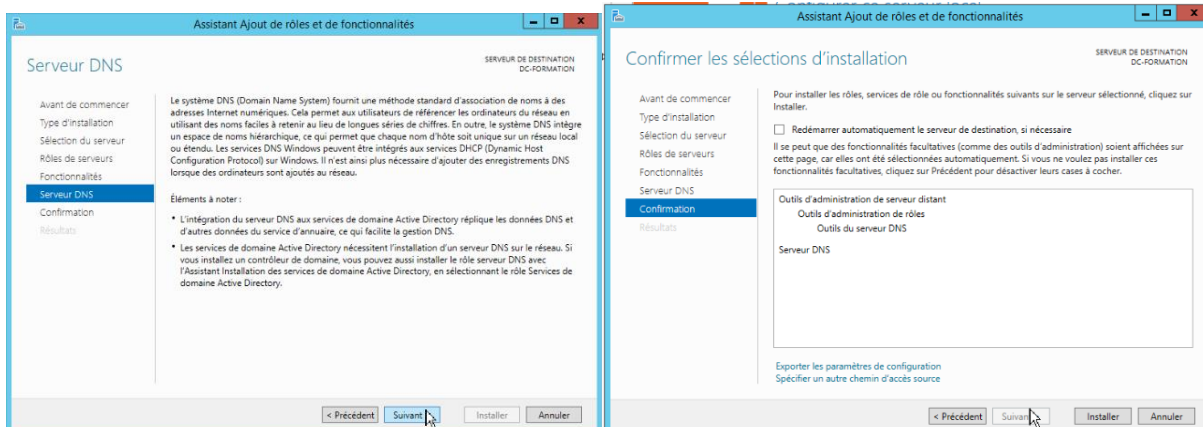 Assistant Ajout de rôles et de fonctionnalités
Serveur DNS
SERVEUR DE DESTINATION
DC-FORMATION
Avant de commencer
Type d'installation
Sélection du serveur
Rôles de serveurs
Fonctionnalités
Serveur DNS
Confirmation
Résultats
Le système DNS (Domain Name System) fournit une méthode standard d'association de noms à des
adresses Internet numériques. Cela permet aux utilisateurs de référencer les ordinateurs du réseau en
utilisant des noms faciles à retenir au lieu de longues séries de chiffres. En outre, le système DNS intègre
un espace de noms hiérarchique, ce qui permet que chaque nom d'hôte soit unique sur un réseau local
ou étendu. Les services DNS Windows peuvent être intégrés aux services DHCP (Dynamic Host
Configuration Protocol) sur Windows. Il n'est ainsi plus nécessaire d'ajouter des enregistrements DNS
lorsque des ordinateurs sont ajoutés au réseau.
Éléments à noter :
• L'intégration du serveur DNS aux services de domaine Active Directory réplique les données DNS et
d'autres données du service d'annuaire, ce qui facilite la gestion DNS.
• Les services de domaine Active Directory nécessitent l'installation d'un serveur DNS sur le réseau. Si
vous installez un contrôleur de domaine, vous pouvez aussi installer le rôle serveur DNS avec
l'Assistant Installation des services de domaine Active Directory, en sélectionnant le rôle Services de
domaine Active Directory.
< Précédent Suivant Installer Annuler
Assistant Ajout de rôles et de fonctionnalités
Confirmer les sélections d'installation
SERVEUR DE DESTINATION
DC-FORMATION
Avant de commencer
Type d'installation
Sélection du serveur
Rôles de serveurs
Fonctionnalités
Serveur DNS
Confirmation
Résultats
Pour installer les rôles, services de rôle ou fonctionnalités suivants sur le serveur sélectionné, cliquez sur
Installer.
Redémarrer automatiquement le serveur de destination, si nécessaire
Il se peut que des fonctionnalités facultatives (comme des outils d'administration) soient affichées sur
cette page, car elles ont été sélectionnées automatiquement. Si vous ne voulez pas installer ces
fonctionnalités facultatives, cliquez sur Précédent pour désactiver leurs cases à cocher.
Outils d'administration de serveur distant
Outils d'administration de rôles
Outils du serveur DNS
Serveur DNS
Exporter les paramètres de configuration
Spécifier un autre chemin d'accès source
< Précédent Suivant Installer Annuler